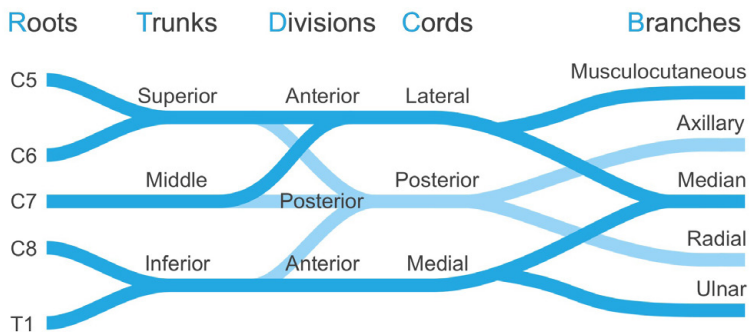 Roots Trunks Divisions Cords Branches
C5
C6
C7
C8
T1
Superior
Middle
Inferior
Anterior
Posterior
Anterior
Lateral
Posterior
Medial
Musculocutaneous
Axillary
Median
Radial
Ulnar